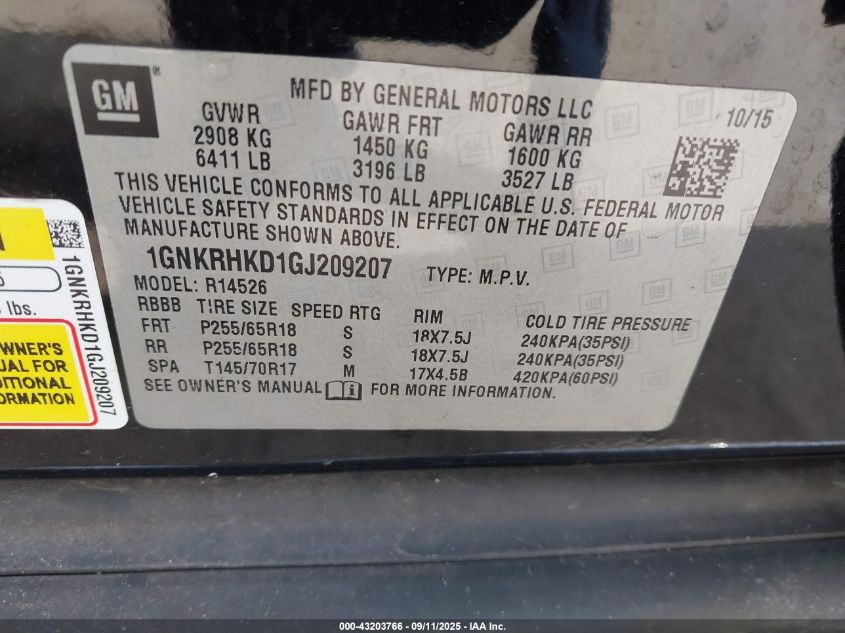 GM
®
MFD BY GENERAL MOTORS LLC
10/15
GVWR GAWR FRT GAWR RR
2908 KG 1450 KG 1600 KG
6411 LB 3196 LB 3527 LB
THIS VEHICLE CONFORMS TO ALL APPLICABLE U.S. FEDERAL MOTOR
VEHICLE SAFETY STANDARDS IN EFFECT ON THE DATE OF
MANUFACTURE SHOWN ABOVE.
1GNKRHKD1GJ209207 TYPE: M.P.V.
MODEL: R14526
RBBB TIRE SIZE SPEED RTG RIM COLD TIRE PRESSURE
FRT P255/65R18 S 18X7.5J 240KPA(35PSI)
RR P255/65R18 S 18X7.5J 240KPA(35PSI)
SPA T145/70R17 M 17X4.5B 420KPA(60PSI)
SEE OWNER'S MANUAL FOR MORE INFORMATION.
lbs.
1GNKRHKD1GJ209207
OWNER'S
FOR
000-43203766 - 09/11/2025 - IAA Inc.